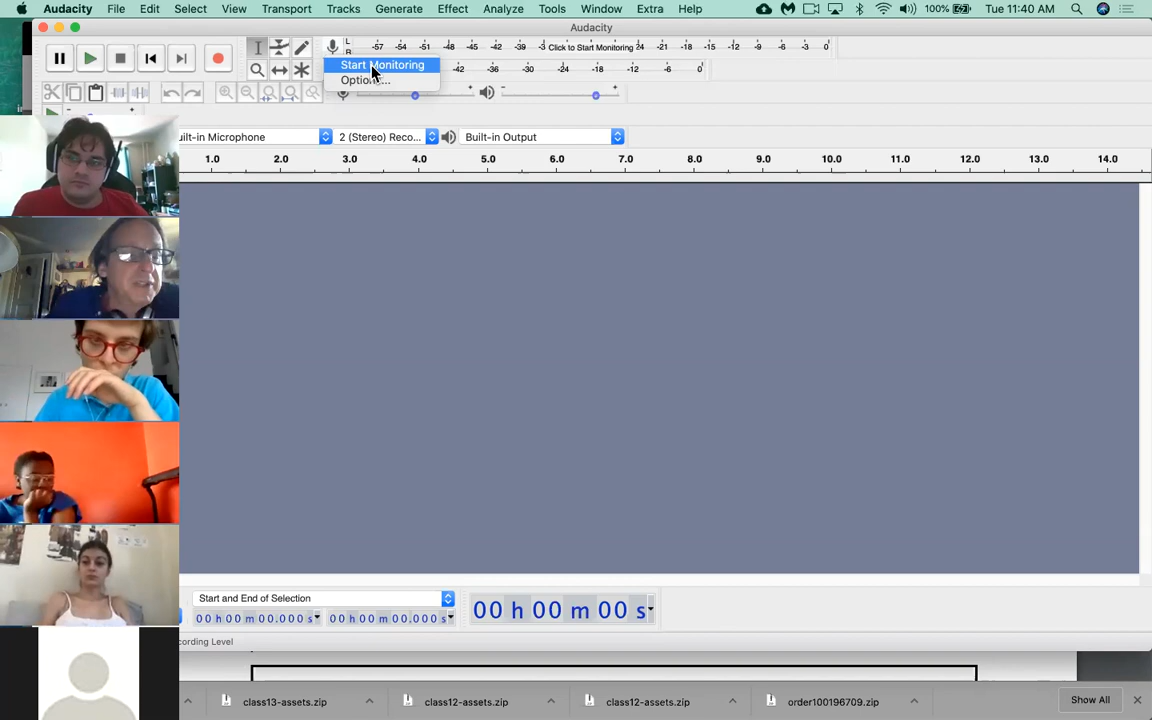 Audacity File Edit Select View Transport Tracks Generate Effect Analyze Tools Window Extra Help 100% Tue 11:40 AM
Audacity
L -57 -54 -51 -48 -45 -42 -39 -3 Click to Start Monitoring 24 -21 -18 -15 -12 -9 -6 -3 0
R
Start Monitoring
-42 -36 -30 -24 -18 -12 -6 0
- + - +
uilt-in Microphone 2 (Stereo) Reco... Built-in Output
1.0 2.0 3.0 4.0 5.0 6.0 7.0 8.0 9.0 10.0 11.0 12.0 13.0 14.0
Start and End of Selection
00 h 00 m 00.000 s 00 h 00 m 00.000 s 00 h 00 m 00 s
cording Level
class13-assets.zip class12-assets.zip class12-assets.zip order100196709.zip Show All